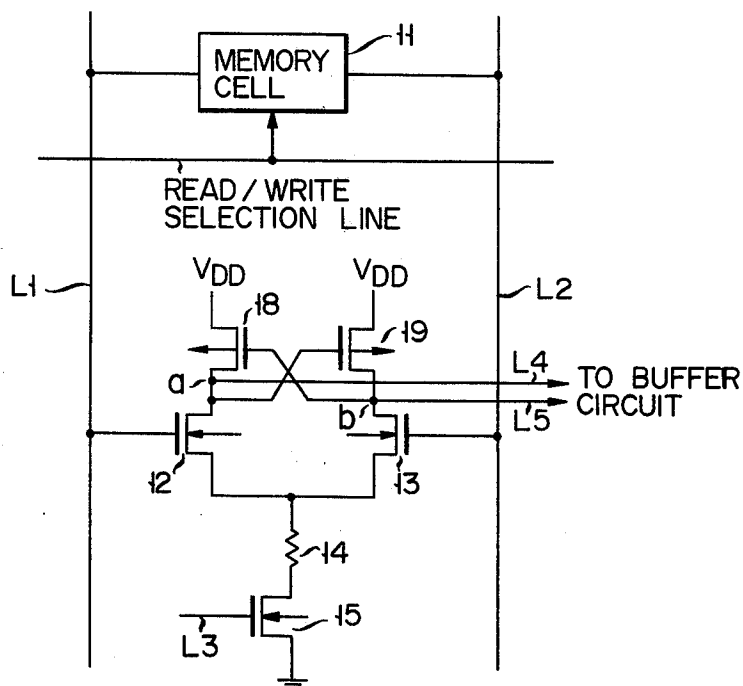 11
MEMORY
CELL
READ/WRITE
SELECTION LINE
L1
L2
VDD
VDD
18
19
a
L4
TO BUFFER
CIRCUIT
b
L5
12
13
14
15
L3